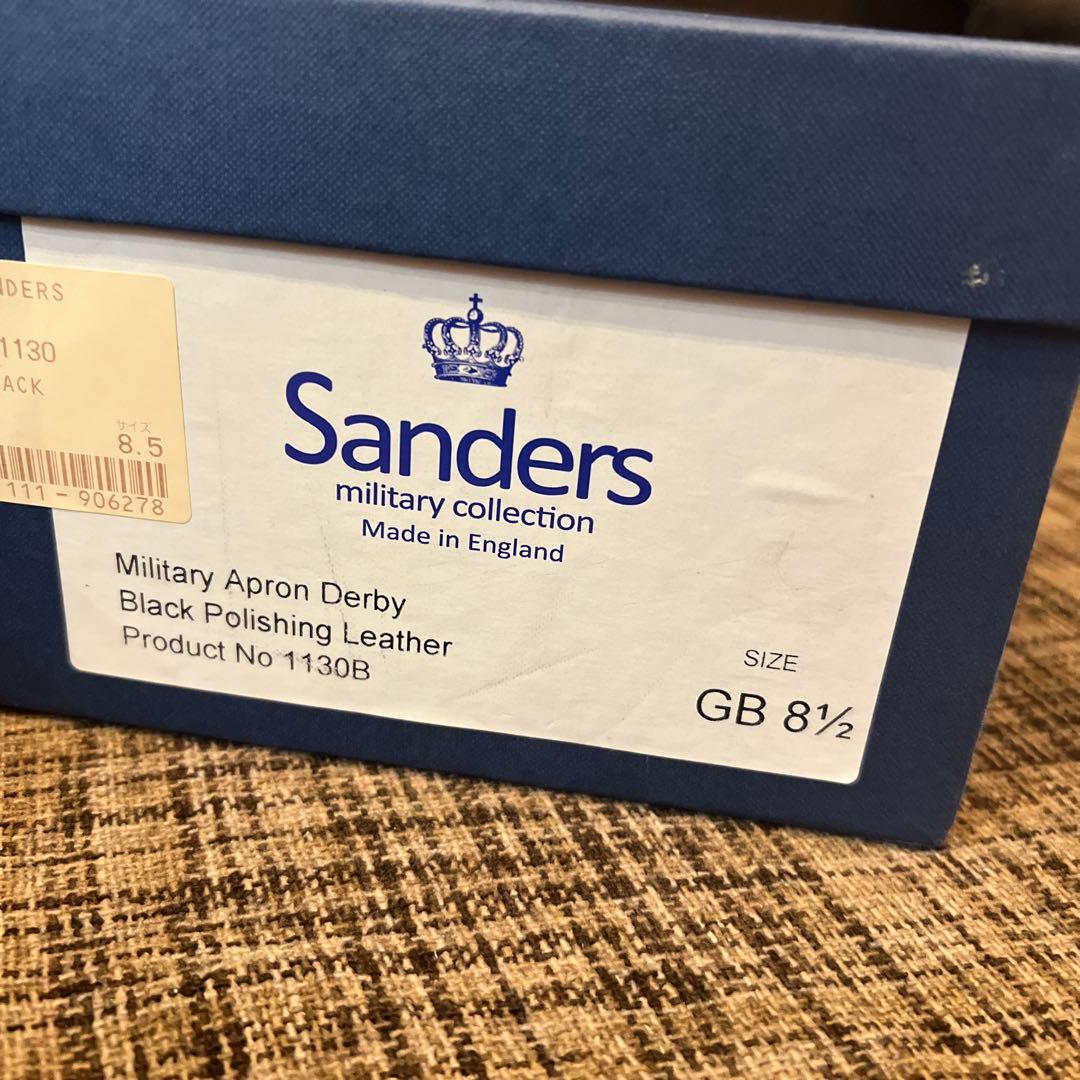 NDERS
1130
ACK
サイズ
8.5
111-906278
Sanders
military collection
Made in England
Military Apron Derby
Black Polishing Leather
Product No 1130B
SIZE
GB 8½